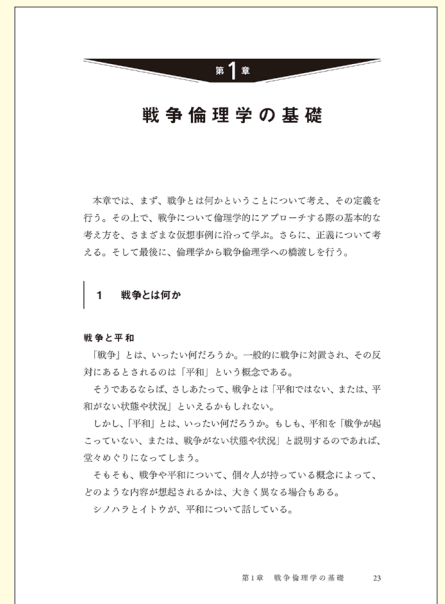 第1章
戦争倫理学の基礎
本章では、まず、戦争とは何かということについて考え、その定義を
行う。その上で、戦争について倫理学的にアプローチする際の基本的な
考え方を、さまざまな仮想事例に沿って学ぶ。さらに、正義について考
える。そして最後に、倫理学から戦争倫理学への橋渡しを行う。
1 戦争とは何か
戦争と平和
「戦争」とは、いったい何だろうか。一般的に戦争に対置され、その反
対にあるとされるのは「平和」という概念である。
そうであるならば、さしあたって、戦争とは「平和ではない、または、平
和がない状態や状況」といえるかもしれない。
しかし、「平和」とは、いったい何だろうか。もしも、平和を「戦争が起
こっていない、または、戦争がない状態や状況」と説明するのであれば、
堂々めぐりになってしまう。
そもそも、戦争や平和について、個々人が持っている概念によって、
どのような内容が想起されるかは、大きく異なる場合もある。
シノハラとイトウが、平和について話している。
第1章 戦争倫理学の基礎 23